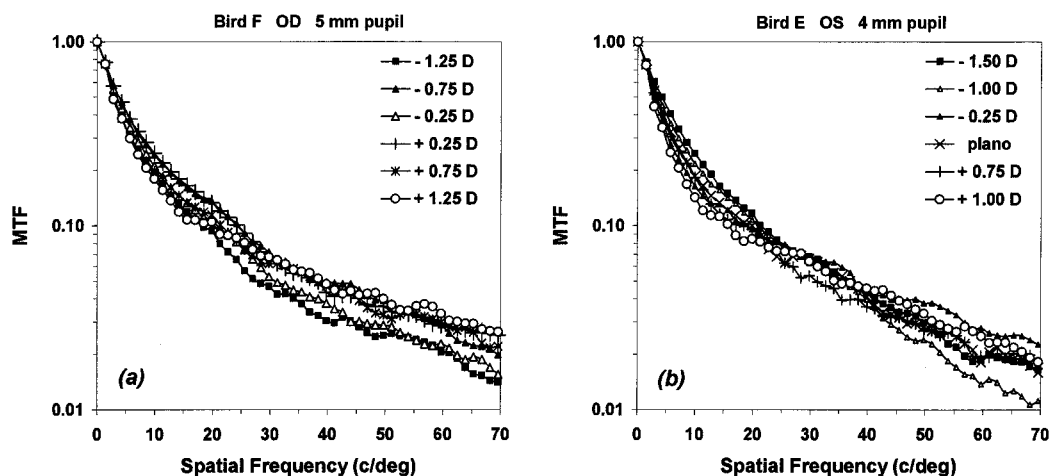 Bird F OD 5 mm pupil
1.00
0.10
0.01
MTF
- 1.25 D
- 0.75 D
- 0.25 D
+ 0.25 D
+ 0.75 D
+ 1.25 D
(a)
0 10 20 30 40 50 60 70
Spatial Frequency (c/deg)
Bird E OS 4 mm pupil
1.00
0.10
0.01
MTF
- 1.50 D
- 1.00 D
- 0.25 D
plano
+ 0.75 D
+ 1.00 D
(b)
0 10 20 30 40 50 60 70
Spatial Frequency (c/deg)